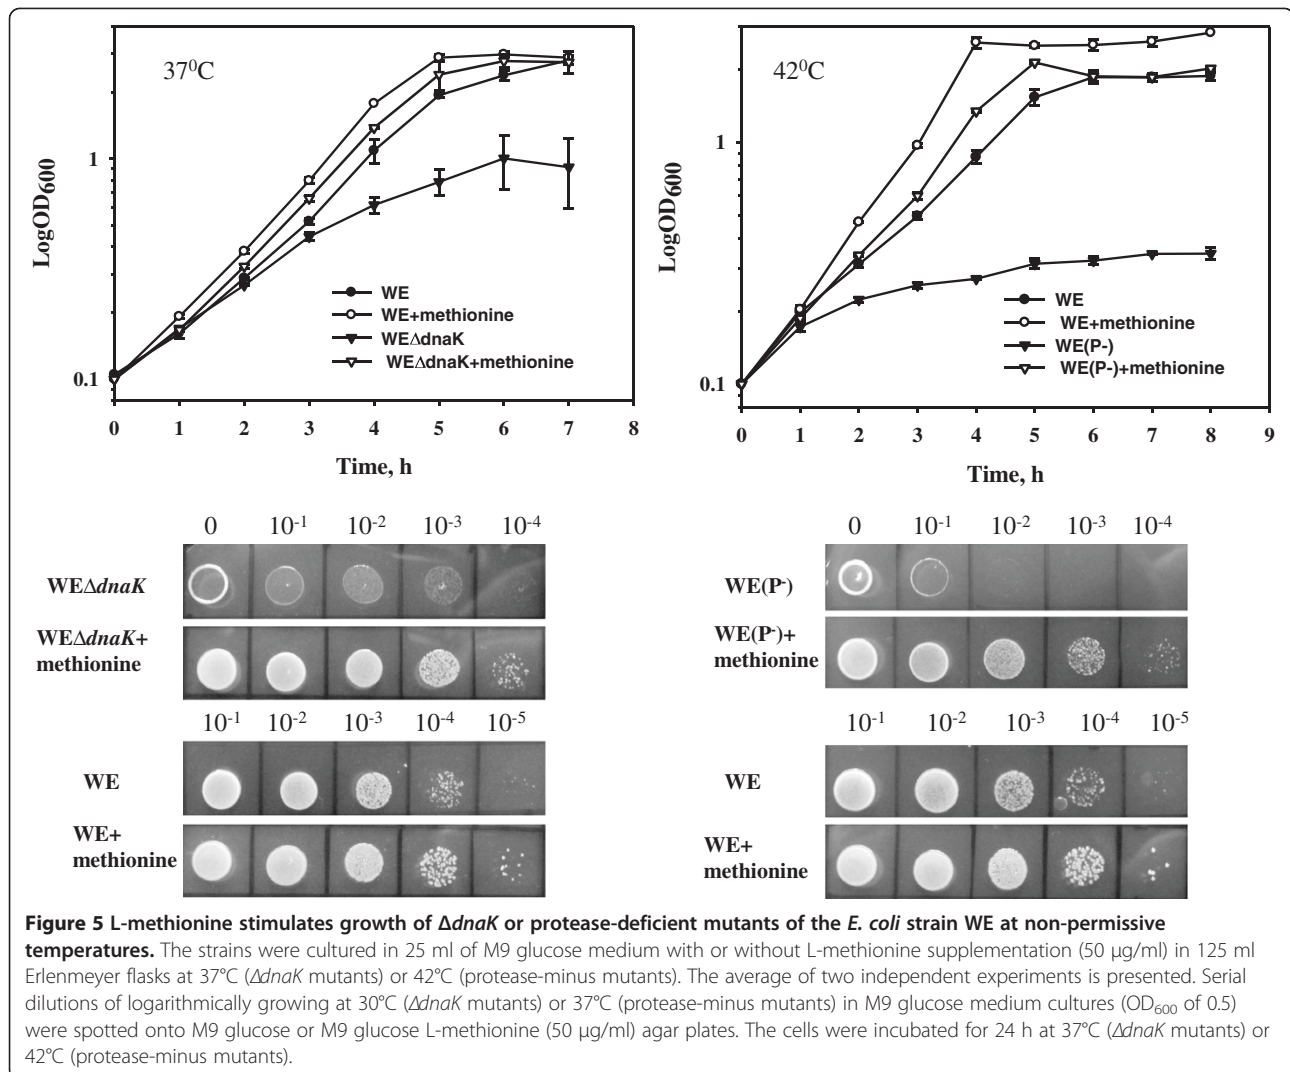 37⁰C
LogOD600
1
0.1
0 1 2 3 4 5 6 7 8
Time, h
WE
WE+methionine
WEΔdnaK
WEΔdnaK+methionine
42⁰C
LogOD600
1
0.1
0 1 2 3 4 5 6 7 8 9
Time, h
WE
WE+methionine
WE(P-)
WE(P-)+methionine
0 10-1 10-2 10-3 10-4
WEΔdnaK
WEΔdnaK+
methionine
10-1 10-2 10-3 10-4 10-5
WE
WE+
methionine
0 10-1 10-2 10-3 10-4
WE(P-)
WE(P-)+
methionine
10-1 10-2 10-3 10-4 10-5
WE
WE+
methionine
Figure 5 L-methionine stimulates growth of ΔdnaK or protease-deficient mutants of the E. coli strain WE at non-permissive
temperatures. The strains were cultured in 25 ml of M9 glucose medium with or without L-methionine supplementation (50 μg/ml) in 125 ml
Erlenmeyer flasks at 37°C (ΔdnaK mutants) or 42°C (protease-minus mutants). The average of two independent experiments is presented. Serial
dilutions of logarithmically growing at 30°C (ΔdnaK mutants) or 37°C (protease-minus mutants) in M9 glucose medium cultures (OD600 of 0.5)
were spotted onto M9 glucose or M9 glucose L-methionine (50 μg/ml) agar plates. The cells were incubated for 24 h at 37°C (ΔdnaK mutants) or
42°C (protease-minus mutants).